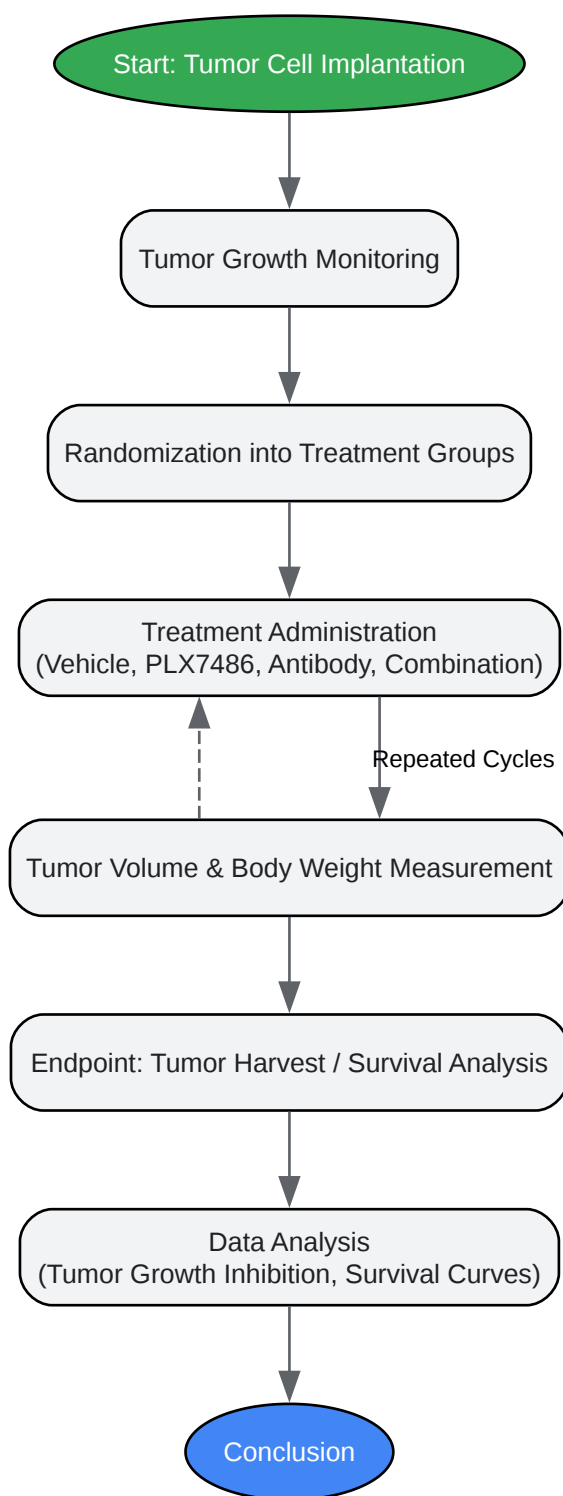 Start: Tumor Cell Implantation
Tumor Growth Monitoring
Randomization into Treatment Groups
Treatment Administration
(Vehicle, PLX7486, Antibody, Combination)
Repeated Cycles
Tumor Volume & Body Weight Measurement
Endpoint: Tumor Harvest / Survival Analysis
Data Analysis
(Tumor Growth Inhibition, Survival Curves)
Conclusion